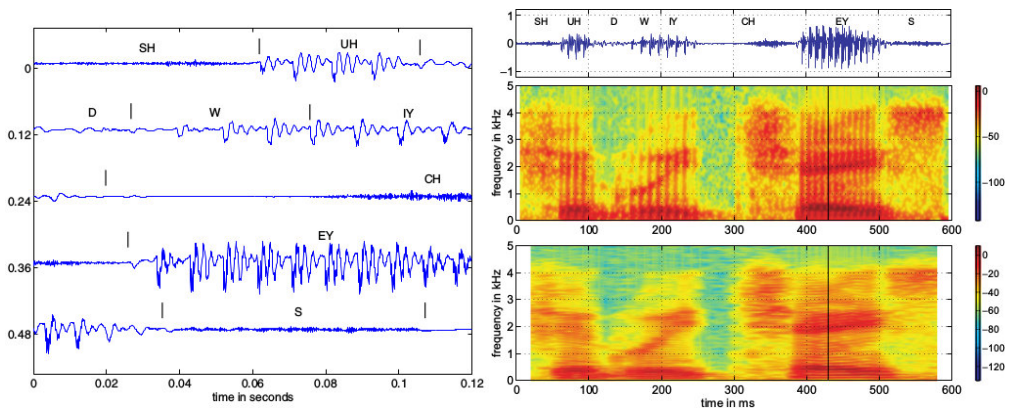 SH UH
0
D W IY
0.12
CH
0.24
EY
0.36
S
0.48
0 0.02 0.04 0.06 0.08 0.1 0.12
time in seconds
SH UH D W IY CH EY S
1
0
−1
5
4
3
2
1
0
frequency in kHz
0 100 200 300 400 500 600
0
−50
−100
5
4
3
2
1
0
frequency in kHz
0 100 200 300 400 500 600
time in ms
0
−20
−40
−60
−80
−100
−120